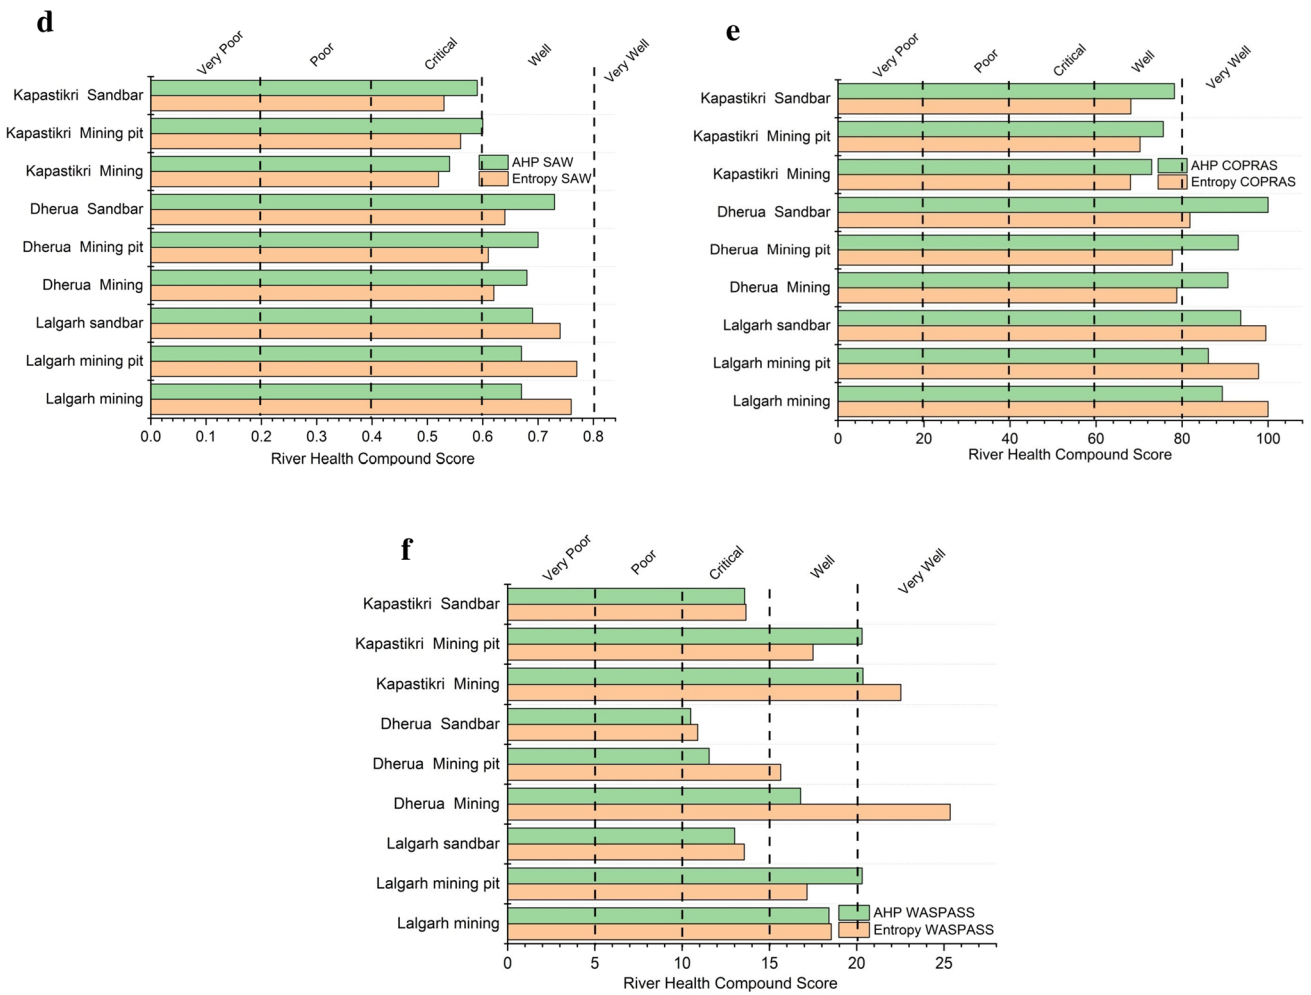 d
Very Poor
Poor
Critical
Well
Very Well
Kapastikri Sandbar
Kapastikri Mining pit
Kapastikri Mining
Dherua Sandbar
Dherua Mining pit
Dherua Mining
Lalgarh sandbar
Lalgarh mining pit
Lalgarh mining
AHP SAW
Entropy SAW
0.0 0.1 0.2 0.3 0.4 0.5 0.6 0.7 0.8
River Health Compound Score
e
Very Poor
Poor
Critical
Well
Very Well
Kapastikri Sandbar
Kapastikri Mining pit
Kapastikri Mining
Dherua Sandbar
Dherua Mining pit
Dherua Mining
Lalgarh sandbar
Lalgarh mining pit
Lalgarh mining
AHP COPRAS
Entropy COPRAS
0 20 40 60 80 100
River Health Compound Score
f
Very Poor
Poor
Critical
Well
Very Well
Kapastikri Sandbar
Kapastikri Mining pit
Kapastikri Mining
Dherua Sandbar
Dherua Mining pit
Dherua Mining
Lalgarh sandbar
Lalgarh mining pit
Lalgarh mining
AHP WASPASS
Entropy WASPASS
0 5 10 15 20 25
River Health Compound Score